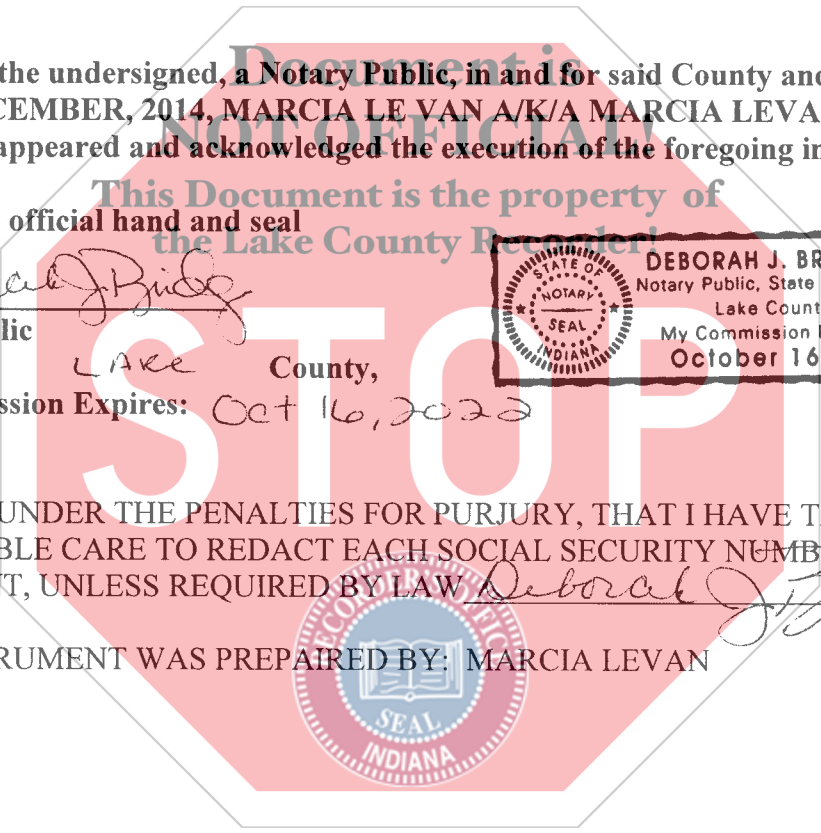 Document is
the undersigned, a Notary Public, in and for said County and
CEMBER, 2014, MARCIA LE VAN A/K/A MARCIA LEVA
NOT OFFICIAL!
appeared and acknowledged the execution of the foregoing in
This Document is the property of
official hand and seal
the Lake County Recorder!
J. Bridge
lic
LAKE County,
ssion Expires: Oct 16, 2022
STATE OF
NOTARY
SEAL
INDIANA
DEBORAH J. BR
Notary Public, State
Lake Count
My Commission
October 16
STOP
UNDER THE PENALTIES FOR PURJURY, THAT I HAVE T
BLE CARE TO REDACT EACH SOCIAL SECURITY NUMB
T, UNLESS REQUIRED BY LAW Deborah J.
RUMENT WAS PREPAIRED BY: MARCIA LEVAN
RECORDER'S OFFICE
SEAL
INDIANA